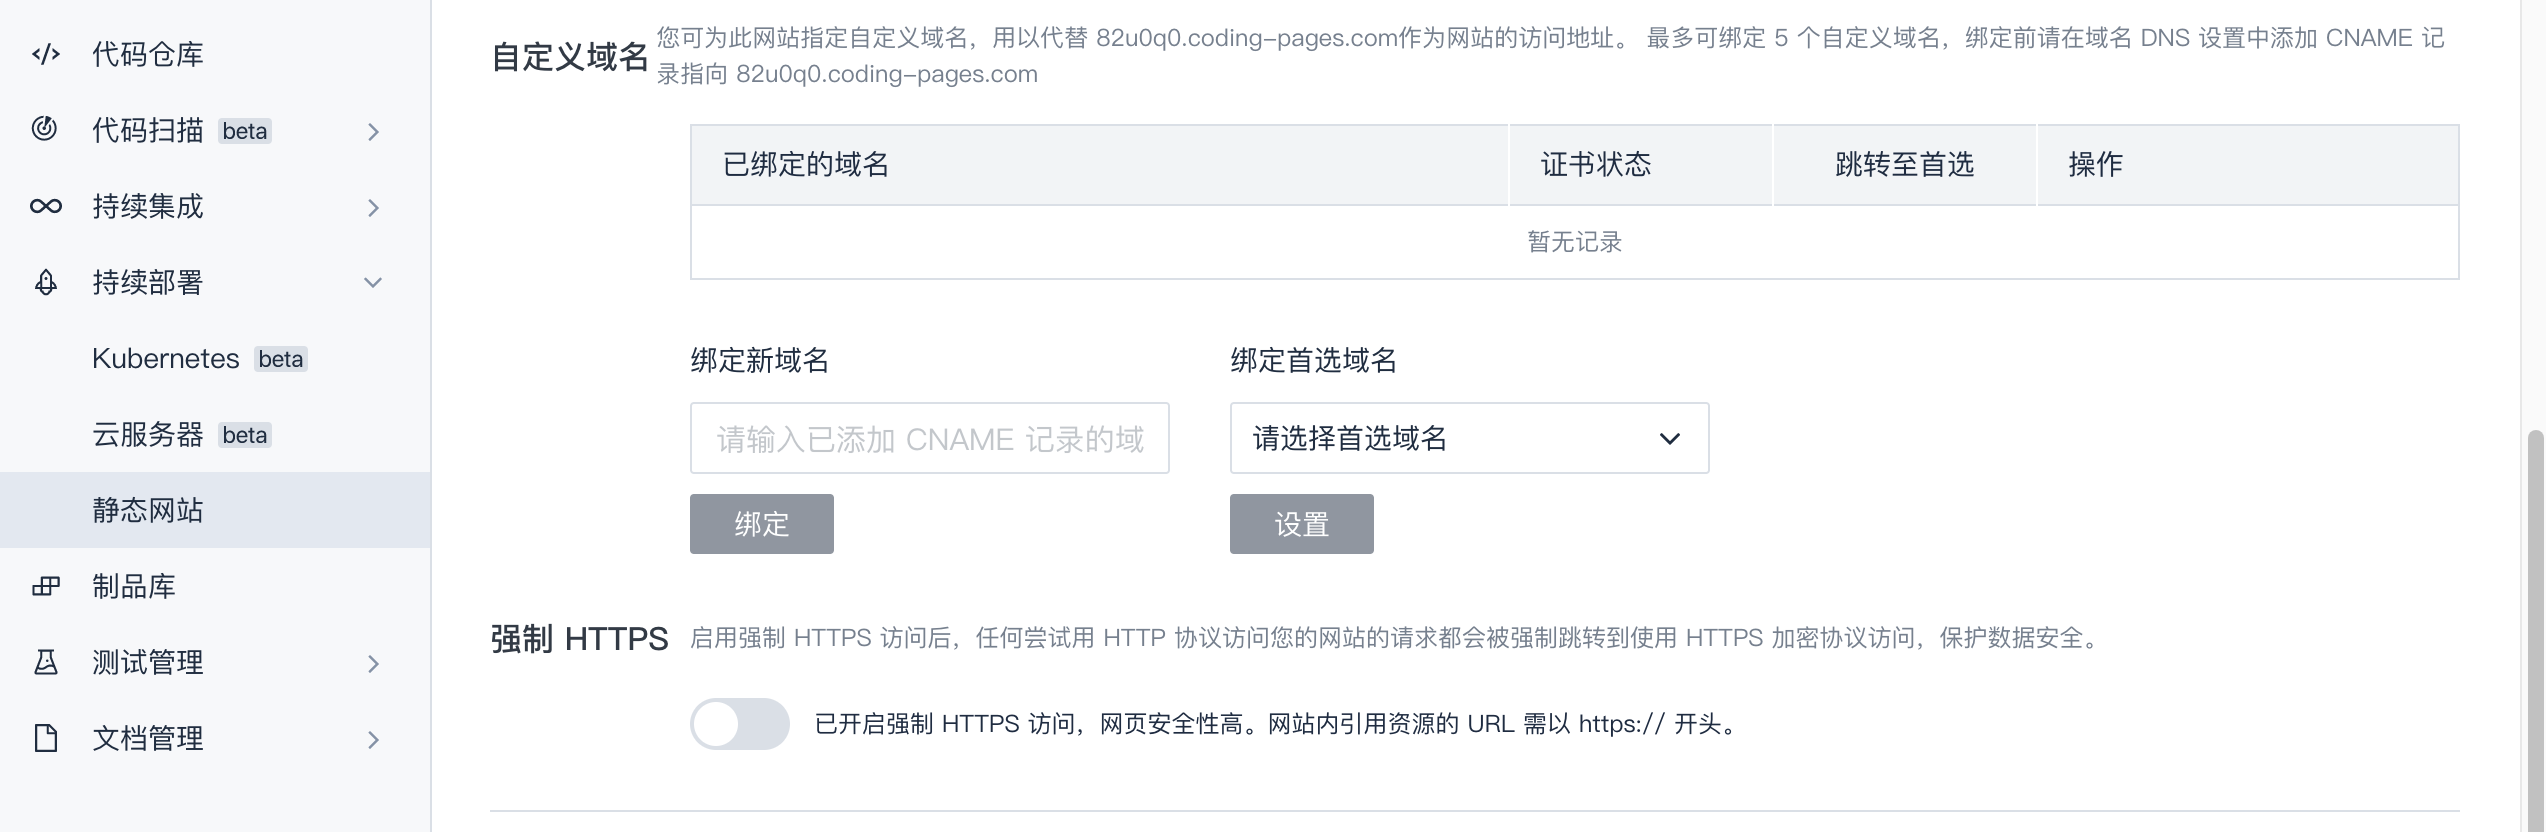 代码仓库
代码扫描 beta
持续集成
持续部署
Kubernetes beta
云服务器 beta
静态网站
制品库
测试管理
文档管理
自定义域名
您可为此网站指定自定义域名，用以代替 82u0q0.coding-pages.com作为网站的访问地址。 最多可绑定 5 个自定义域名，绑定前请在域名 DNS 设置中添加 CNAME 记
录指向 82u0q0.coding-pages.com
已绑定的域名 证书状态 跳转至首选 操作
暂无记录
绑定新域名 绑定首选域名
请输入已添加 CNAME 记录的域 请选择首选域名
绑定 设置
强制 HTTPS 启用强制 HTTPS 访问后，任何尝试用 HTTP 协议访问您的网站的请求都会被强制跳转到使用 HTTPS 加密协议访问，保护数据安全。
已开启强制 HTTPS 访问，网页安全性高。网站内引用资源的 URL 需以 https:// 开头。